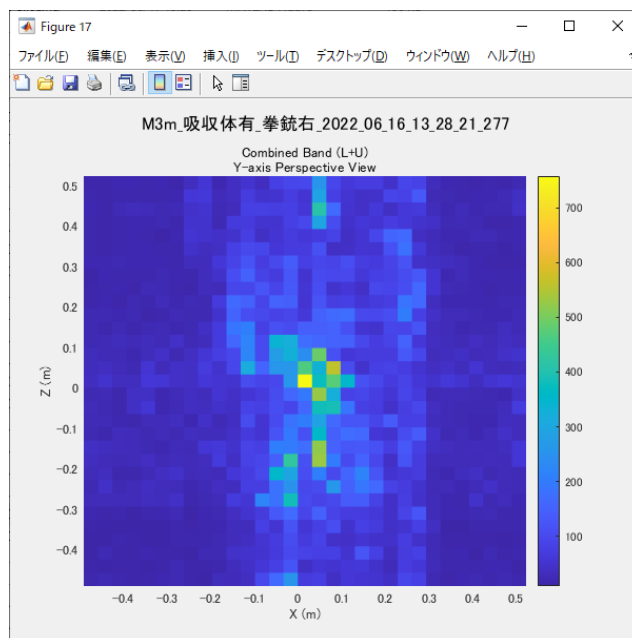 Figure 17
ファイル(F) 編集(E) 表示(V) 挿入(I) ツール(T) デスクトップ(D) ウィンドウ(W) ヘルプ(H)
M3m_吸収体有_拳銃右_2022_06_16_13_28_21_277
Combined Band (L+U)
Y-axis Perspective View
0.5
0.4
0.3
0.2
0.1
0
-0.1
-0.2
-0.3
-0.4
Z (m)
-0.4 -0.3 -0.2 -0.1 0 0.1 0.2 0.3 0.4 0.5
X (m)
700
600
500
400
300
200
100